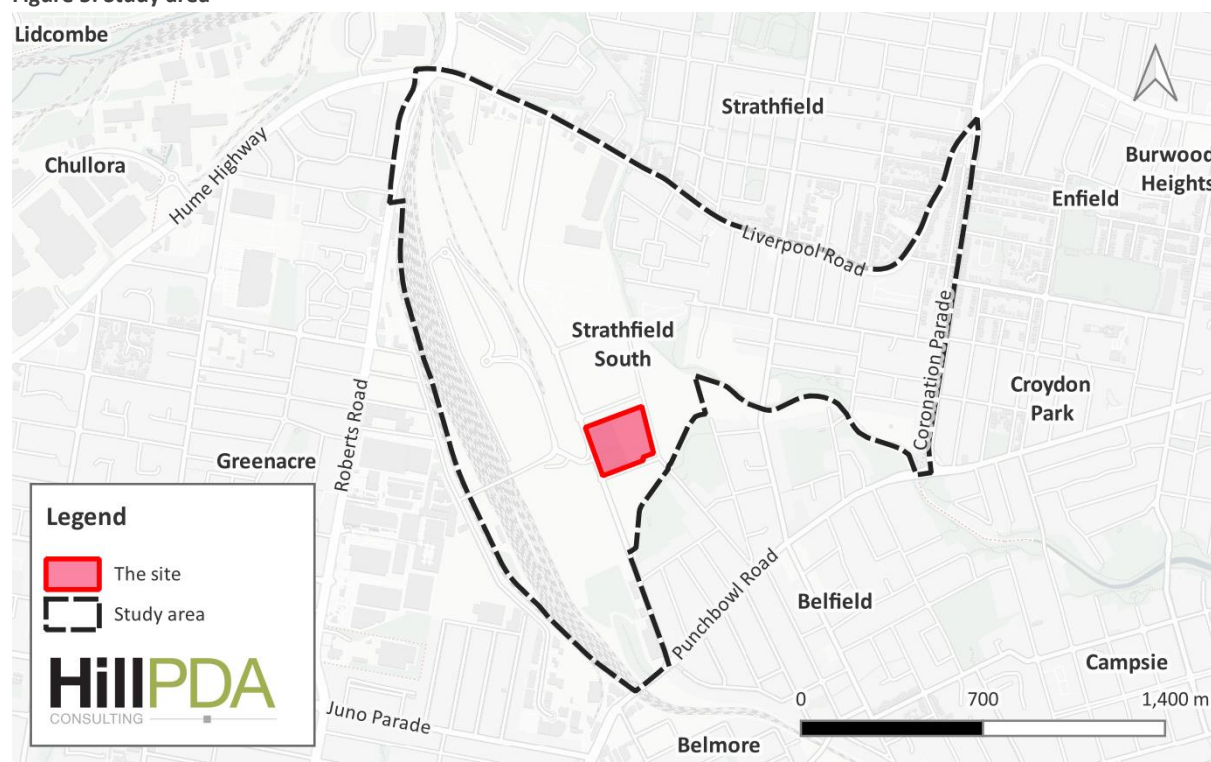 Lidcombe
Strathfield
Chullora
Hume Highway
Burwood
Heights
Enfield
Liverpool Road
Strathfield
South
Coronation Parade
Croydon
Park
Roberts Road
Greenacre
Legend
The site
Study area
HillPDA
CONSULTING
Punchbowl Road
Belfield
Campsie
0 700 1,400 m
Juno Parade
Belmore